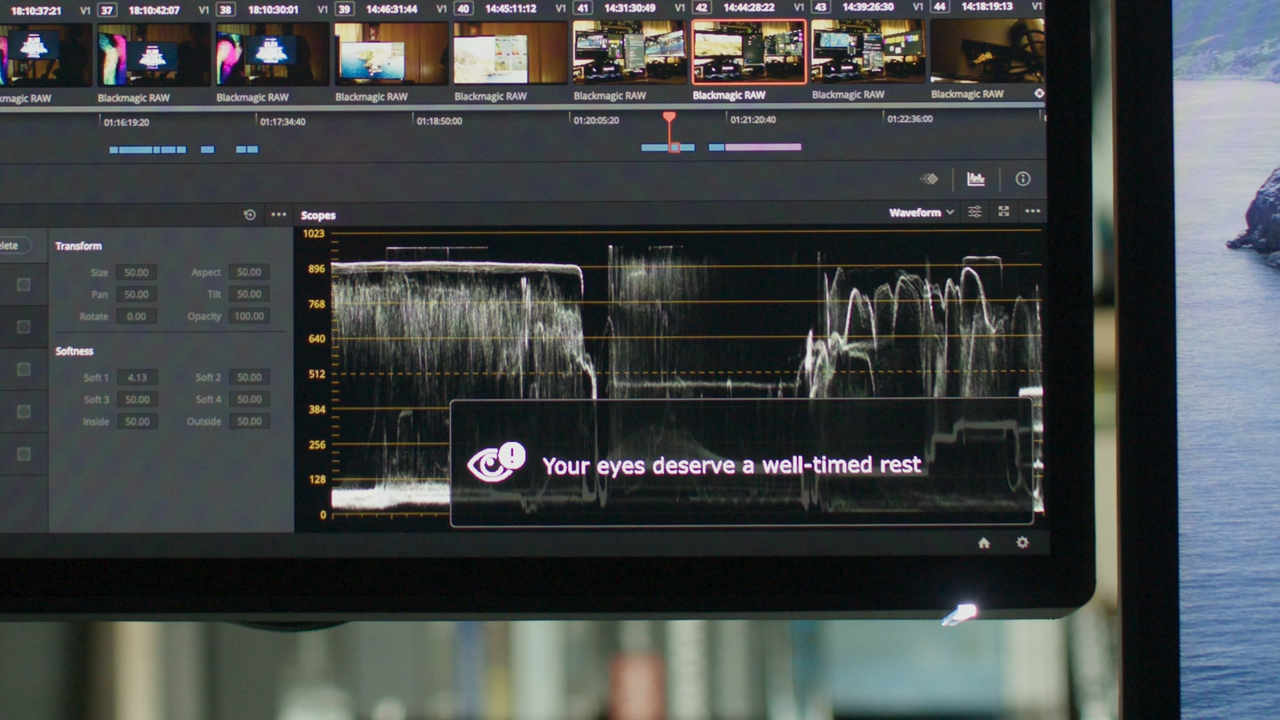 18:10:37:21 V1 37 18:10:42:07 V1 38 18:10:30:01 V1 39 14:46:31:44 V1 40 14:45:11:12 V1 41 14:31:50:49 V1 42 14:44:28:22 V1 43 14:39:26:30 V1 44 14:18:19:13 V1
magic RAW Blackmagic RAW Blackmagic RAW Blackmagic RAW Blackmagic RAW Blackmagic RAW Blackmagic RAW Blackmagic RAW Blackmagic RAW
01:16:19:20 01:17:34:40 01:18:50:00 01:20:05:20 01:21:20:40 01:22:36:00
Scopes Waveform
elete Transform
Size 50.00 Aspect 50.00
Pan 50.00 Tilt 50.00
Rotate 0.00 Opacity 100.00
Softness
Soft 1 4.13 Soft 2 50.00
Soft 3 50.00 Soft 4 50.00
Inside 50.00 Outside 50.00
1023
896
768
640
512
384
256
128
0
Your eyes deserve a well-timed rest